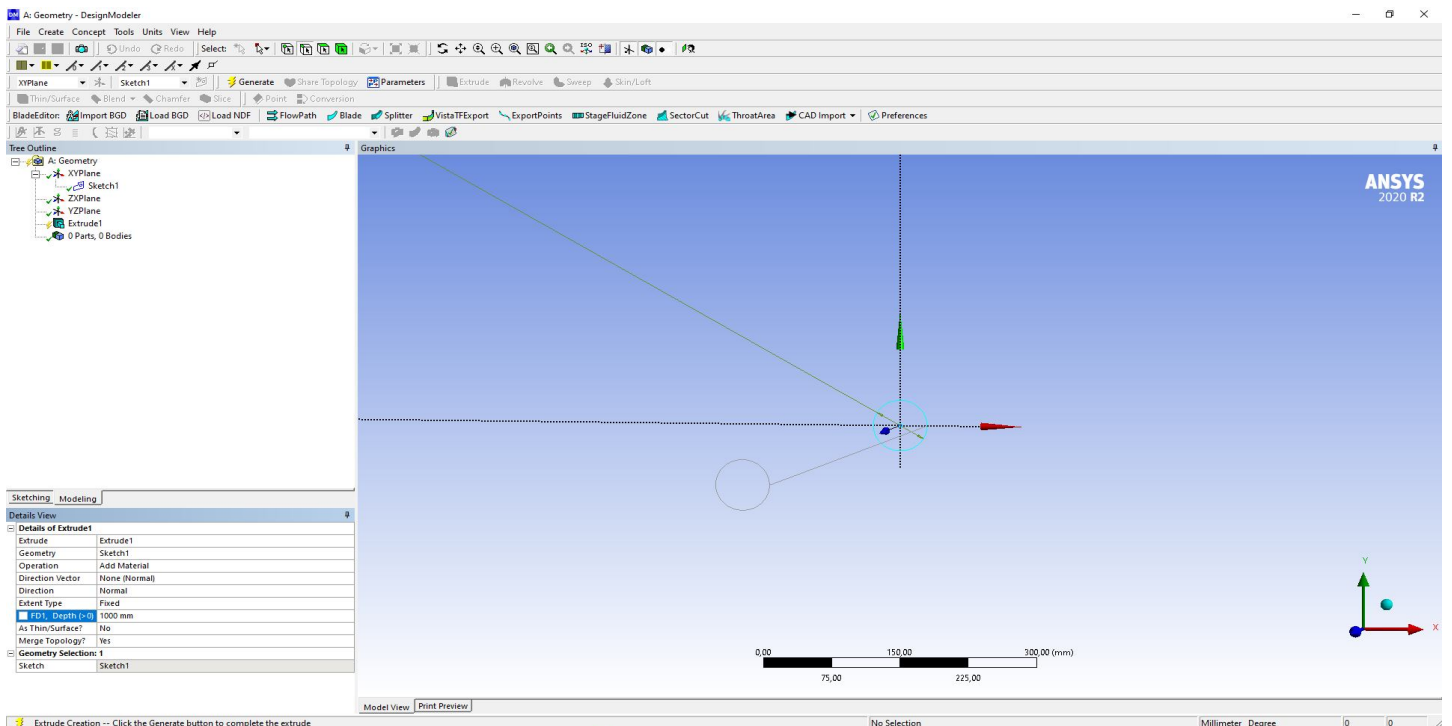 A: Geometry - DesignModeler
File Create Concept Tools Units View Help
Undo Redo Select:
XYPlane Sketch1 Generate Share Topology Parameters Extrude Revolve Sweep Skin/Loft
Thin/Surface Blend Chamfer Slice Point Conversion
BladeEditor: Import BGD Load BGD Load NDF FlowPath Blade Splitter VistaTFExport ExportPoints StageFluidZone SectorCut ThroatArea CAD Import Preferences
Tree Outline
A: Geometry
XYPlane
Sketch1
ZXPlane
YZPlane
Extrude1
0 Parts, 0 Bodies
Sketching Modeling
Details View
Details of Extrude1
Extrude Extrude1
Geometry Sketch1
Operation Add Material
Direction Vector None (Normal)
Direction Normal
Extent Type Fixed
FD1, Depth (>0) 1000 mm
As Thin/Surface? No
Merge Topology? Yes
Geometry Selection: 1
Sketch Sketch1
Graphics
ANSYS
2020 R2
Y
X
0,00 150,00 300,00 (mm)
75,00 225,00
Model View Print Preview
Extrude Creation -- Click the Generate button to complete the extrude No Selection Millimeter Degree 0 0